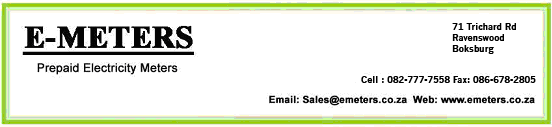 E-METERS
Prepaid Electricity Meters
71 Trichard Rd
Ravenswood
Boksburg
Cell : 082-777-7558 Fax: 086-678-2805
Email: Sales@emeters.co.za Web: www.emeters.co.za